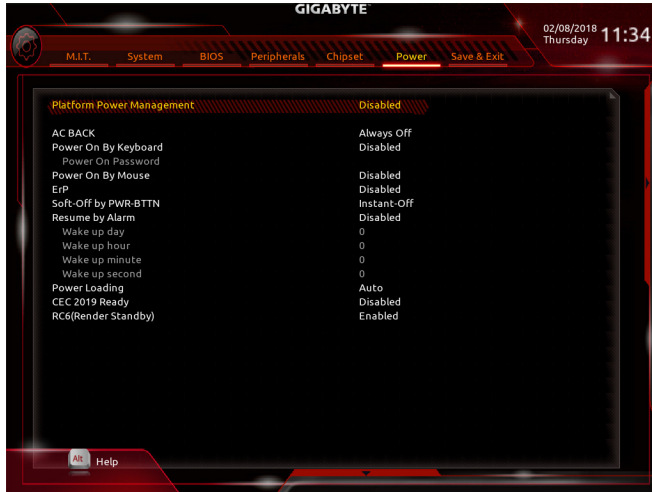 GIGABYTE™
02/08/2018
Thursday 11:34
M.I.T. System BIOS Peripherals Chipset Power Save & Exit
Platform Power Management Disabled
AC BACK Always Off
Power On By Keyboard Disabled
Power On Password
Power On By Mouse Disabled
ErP Disabled
Soft-Off by PWR-BTTN Instant-Off
Resume by Alarm Disabled
Wake up day 0
Wake up hour 0
Wake up minute 0
Wake up second 0
Power Loading Auto
CEC 2019 Ready Disabled
RC6(Render Standby) Enabled
Alt Help